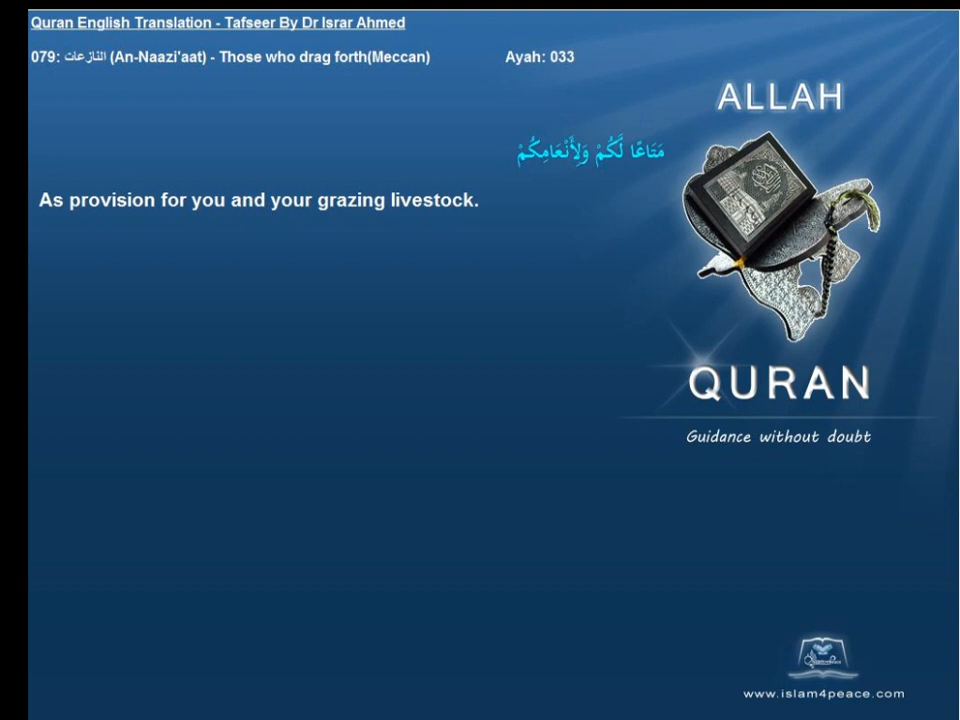 Quran English Translation - Tafseer By Dr Israr Ahmed
079: النازعات (An-Naazi'aat) - Those who drag forth(Meccan) Ayah: 033
ALLAH
مَتَاعًا لَّكُمْ وَلِأَنْعَامِكُمْ
As provision for you and your grazing livestock.
QURAN
Guidance without doubt
www.islam4peace.com